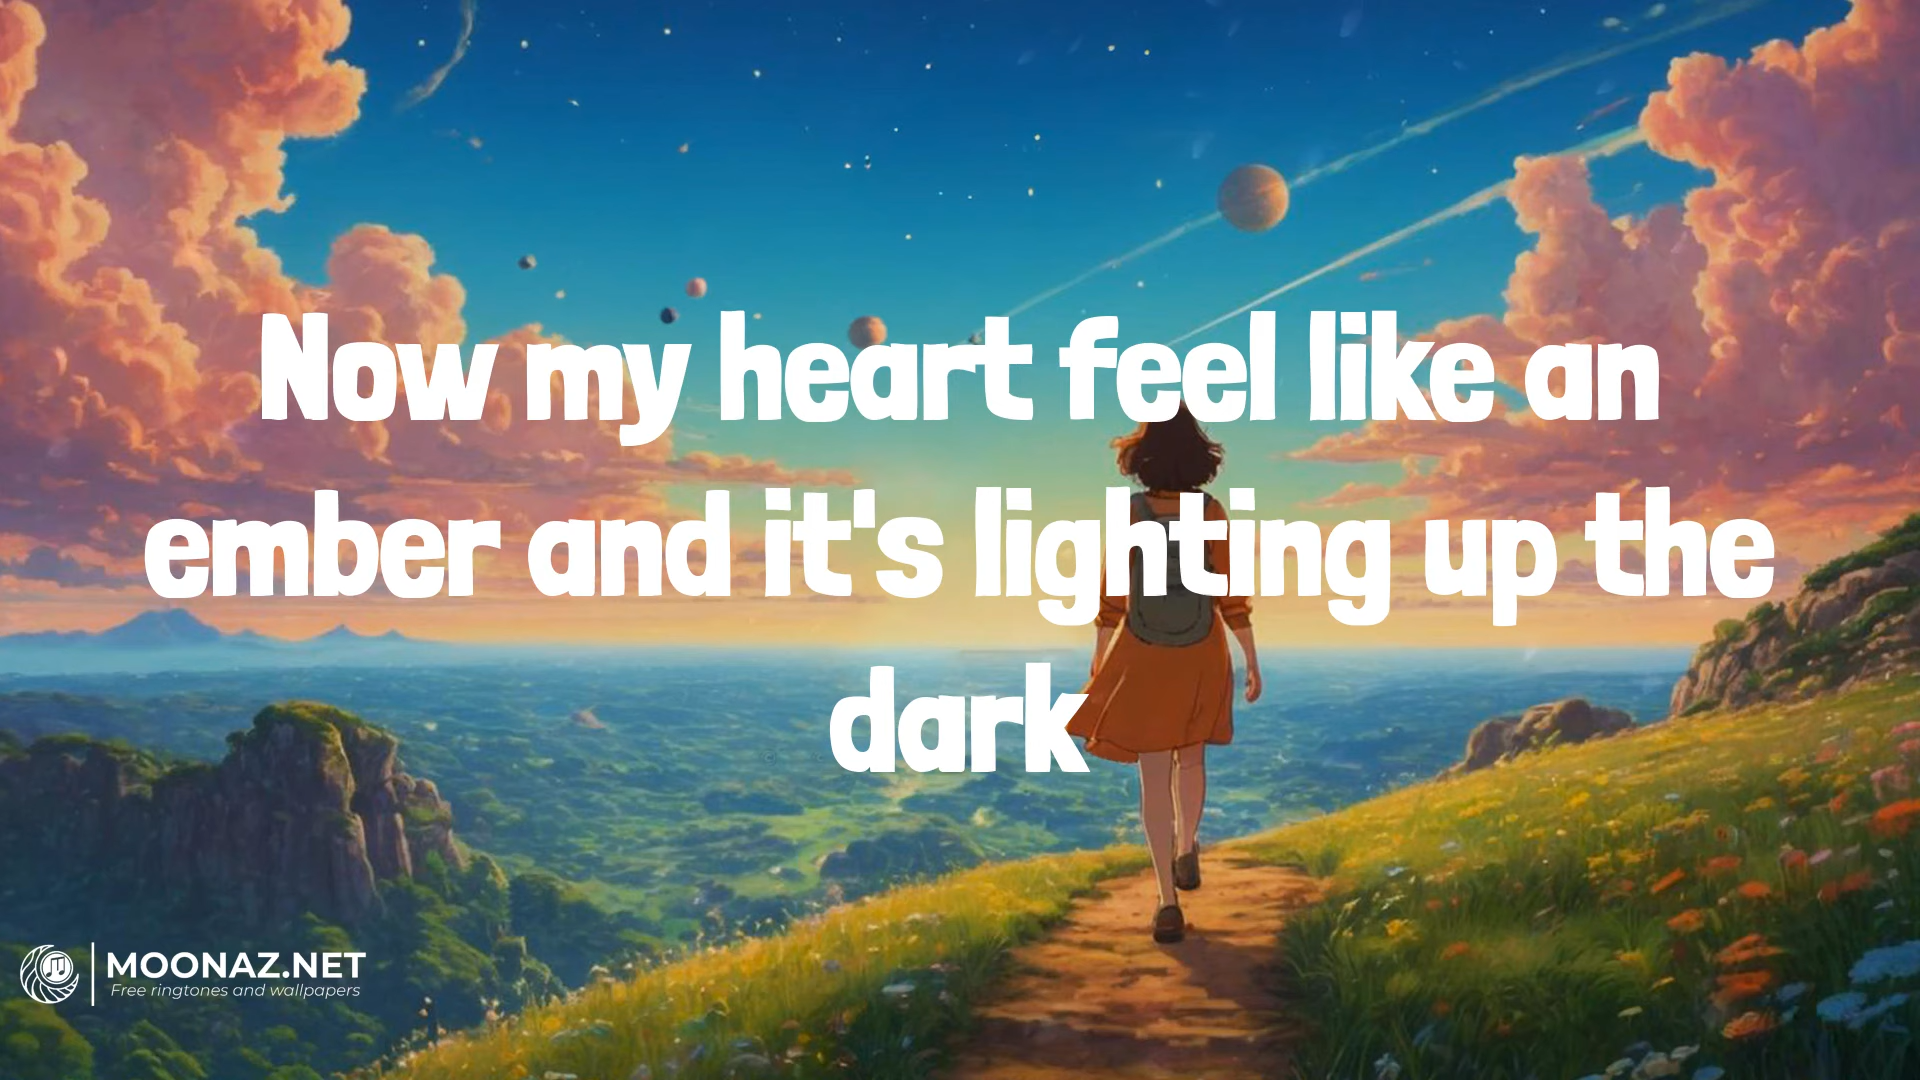 Now my heart feel like an
ember and it's lighting up the
dark
MOONAZ.NET
Free ringtones and wallpapers